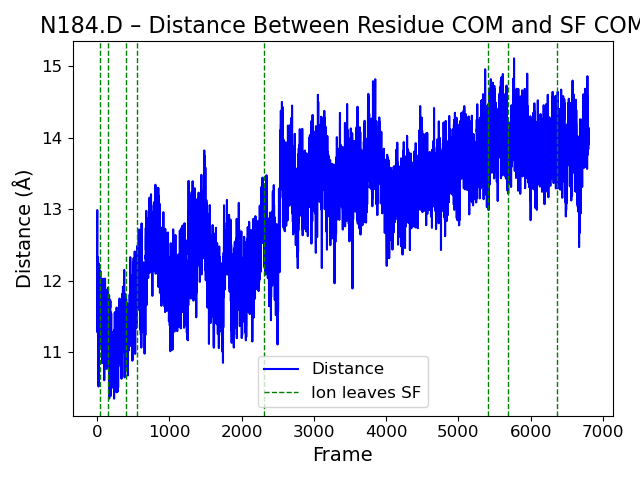 N184.D – Distance Between Residue COM and SF COM
Distance (Å)
15
14
13
12
11
Distance
Ion leaves SF
0 1000 2000 3000 4000 5000 6000 7000
Frame